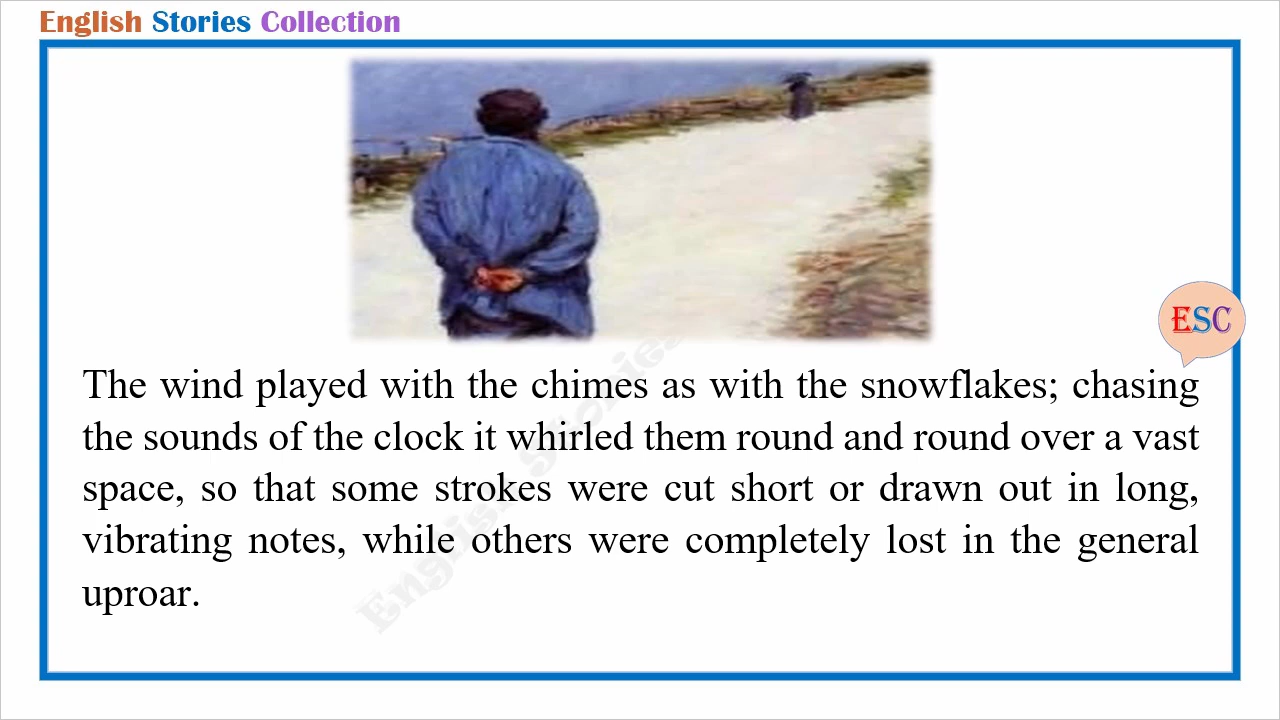 English Stories Collection
ESC
The wind played with the chimes as with the snowflakes; chasing
the sounds of the clock it whirled them round and round over a vast
space, so that some strokes were cut short or drawn out in long,
vibrating notes, while others were completely lost in the general
uproar.
English Stories